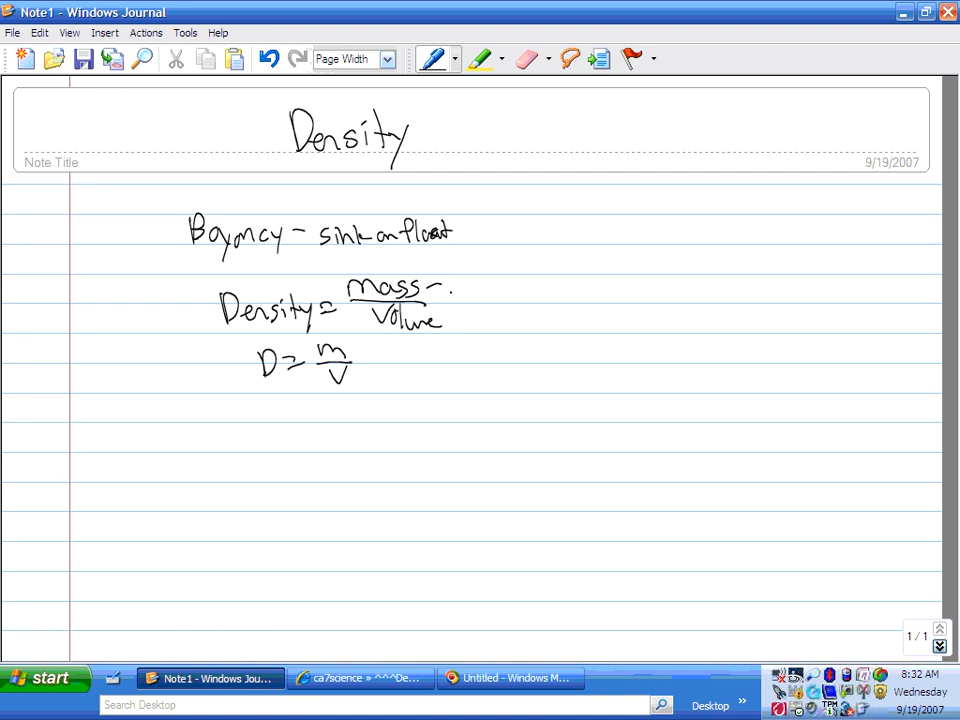 Note1 - Windows Journal
File Edit View Insert Actions Tools Help
Page Width
Density
Note Title 9/19/2007
Boyancy - sink or float
Density = mass
Volume
D = m
V
1 / 1
start Note1 - Windows Jou... ca7science » ^^^De... Untitled - Windows M... 8:32 AM
Wednesday
Search Desktop Desktop » TPM 9/19/2007